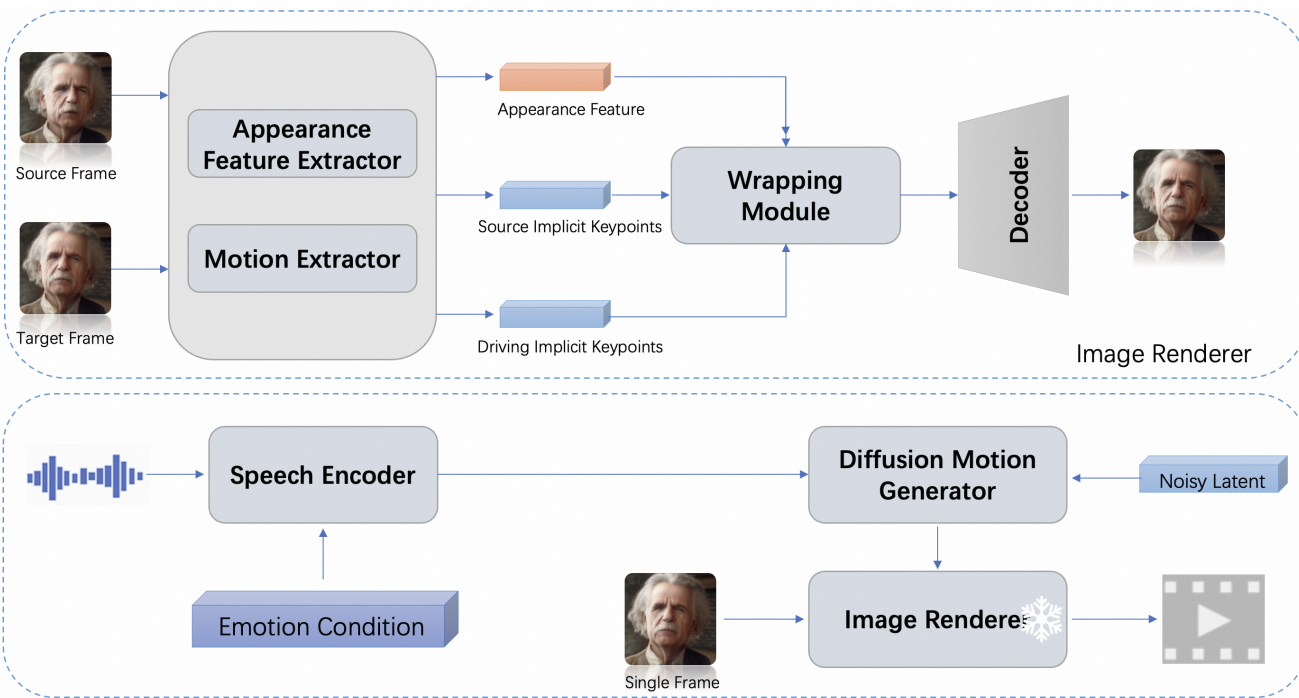 Source Frame
Target Frame
Appearance
Feature Extractor
Motion Extractor
Appearance Feature
Source Implicit Keypoints
Driving Implicit Keypoints
Wrapping
Module
Decoder
Image Renderer
Speech Encoder
Emotion Condition
Diffusion Motion
Generator
Noisy Latent
Single Frame
Image Renderer